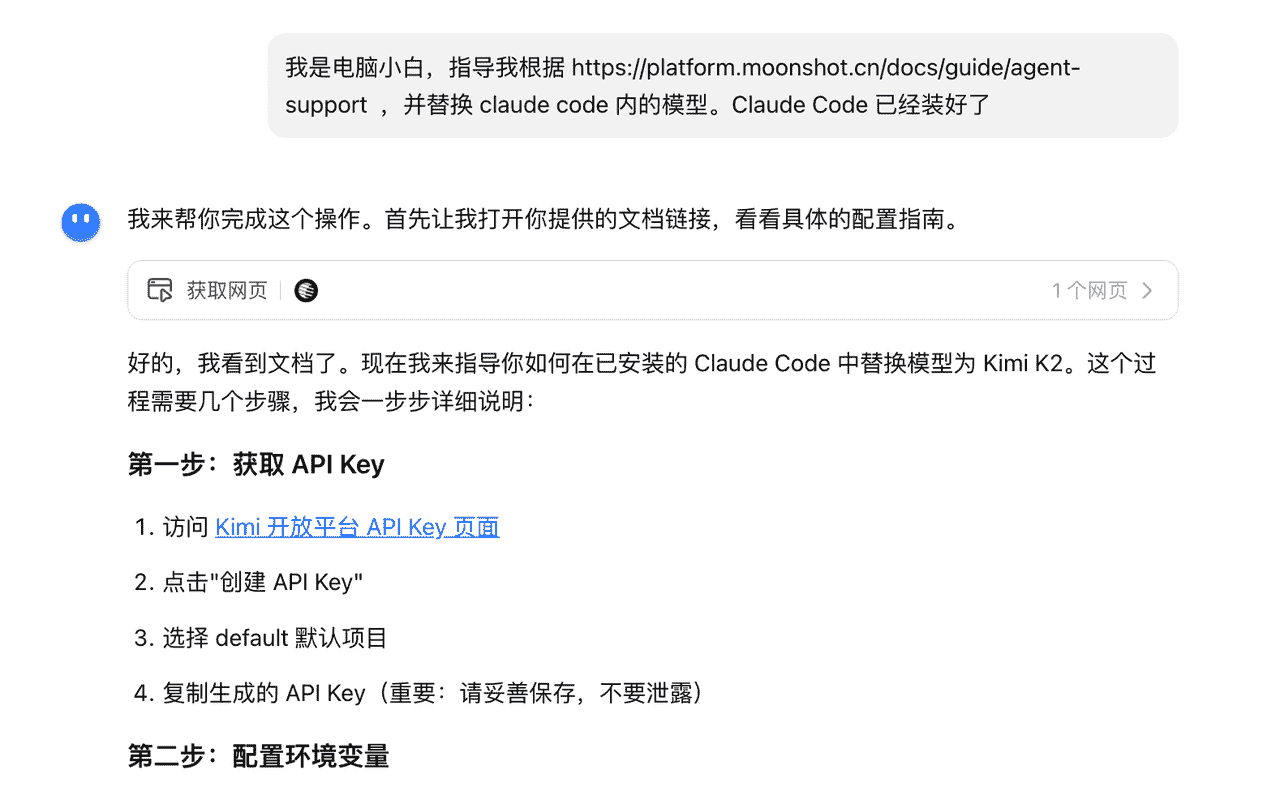 我是电脑小白，指导我根据 https://platform.moonshot.cn/docs/guide/agent-
support ，并替换 claude code 内的模型。Claude Code 已经装好了
我来帮你完成这个操作。首先让我打开你提供的文档链接，看看具体的配置指南。
获取网页 1 个网页
好的，我看到文档了。现在我来指导你如何在已安装的 Claude Code 中替换模型为 Kimi K2。这个过
程需要几个步骤，我会一步步详细说明：
第一步：获取 API Key
1. 访问 Kimi 开放平台 API Key 页面
2. 点击"创建 API Key"
3. 选择 default 默认项目
4. 复制生成的 API Key（重要：请妥善保存，不要泄露）
第二步：配置环境变量